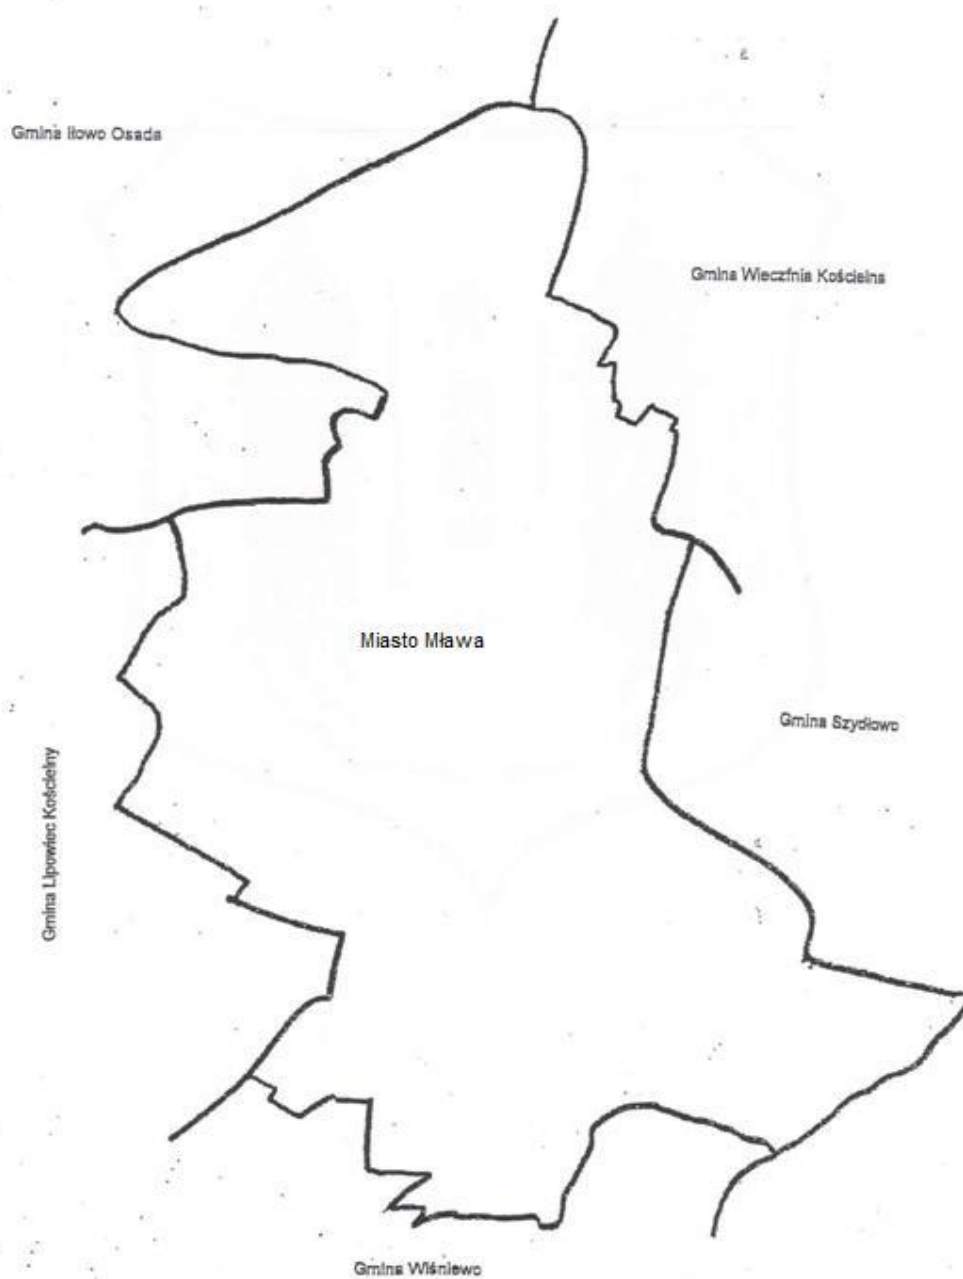 Gmina Iłowo Osada
Gmina Wieczfnia Kościelna
Miasto Mława
Gmina Szydłowo
Gmina Lipowiec Kościelny
Gmina Wiśniewo